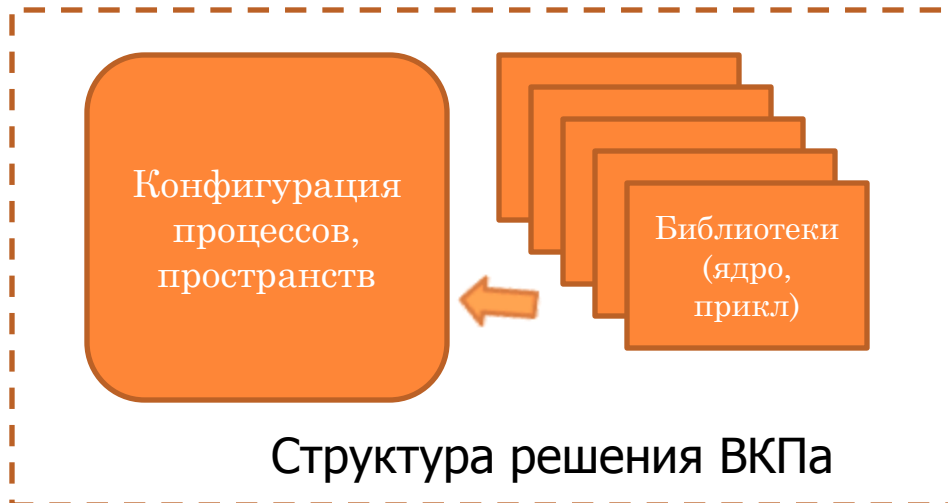 Конфигурация
процессов,
пространств
Библиотеки
(ядро,
прикл)
Структура решения ВКПа